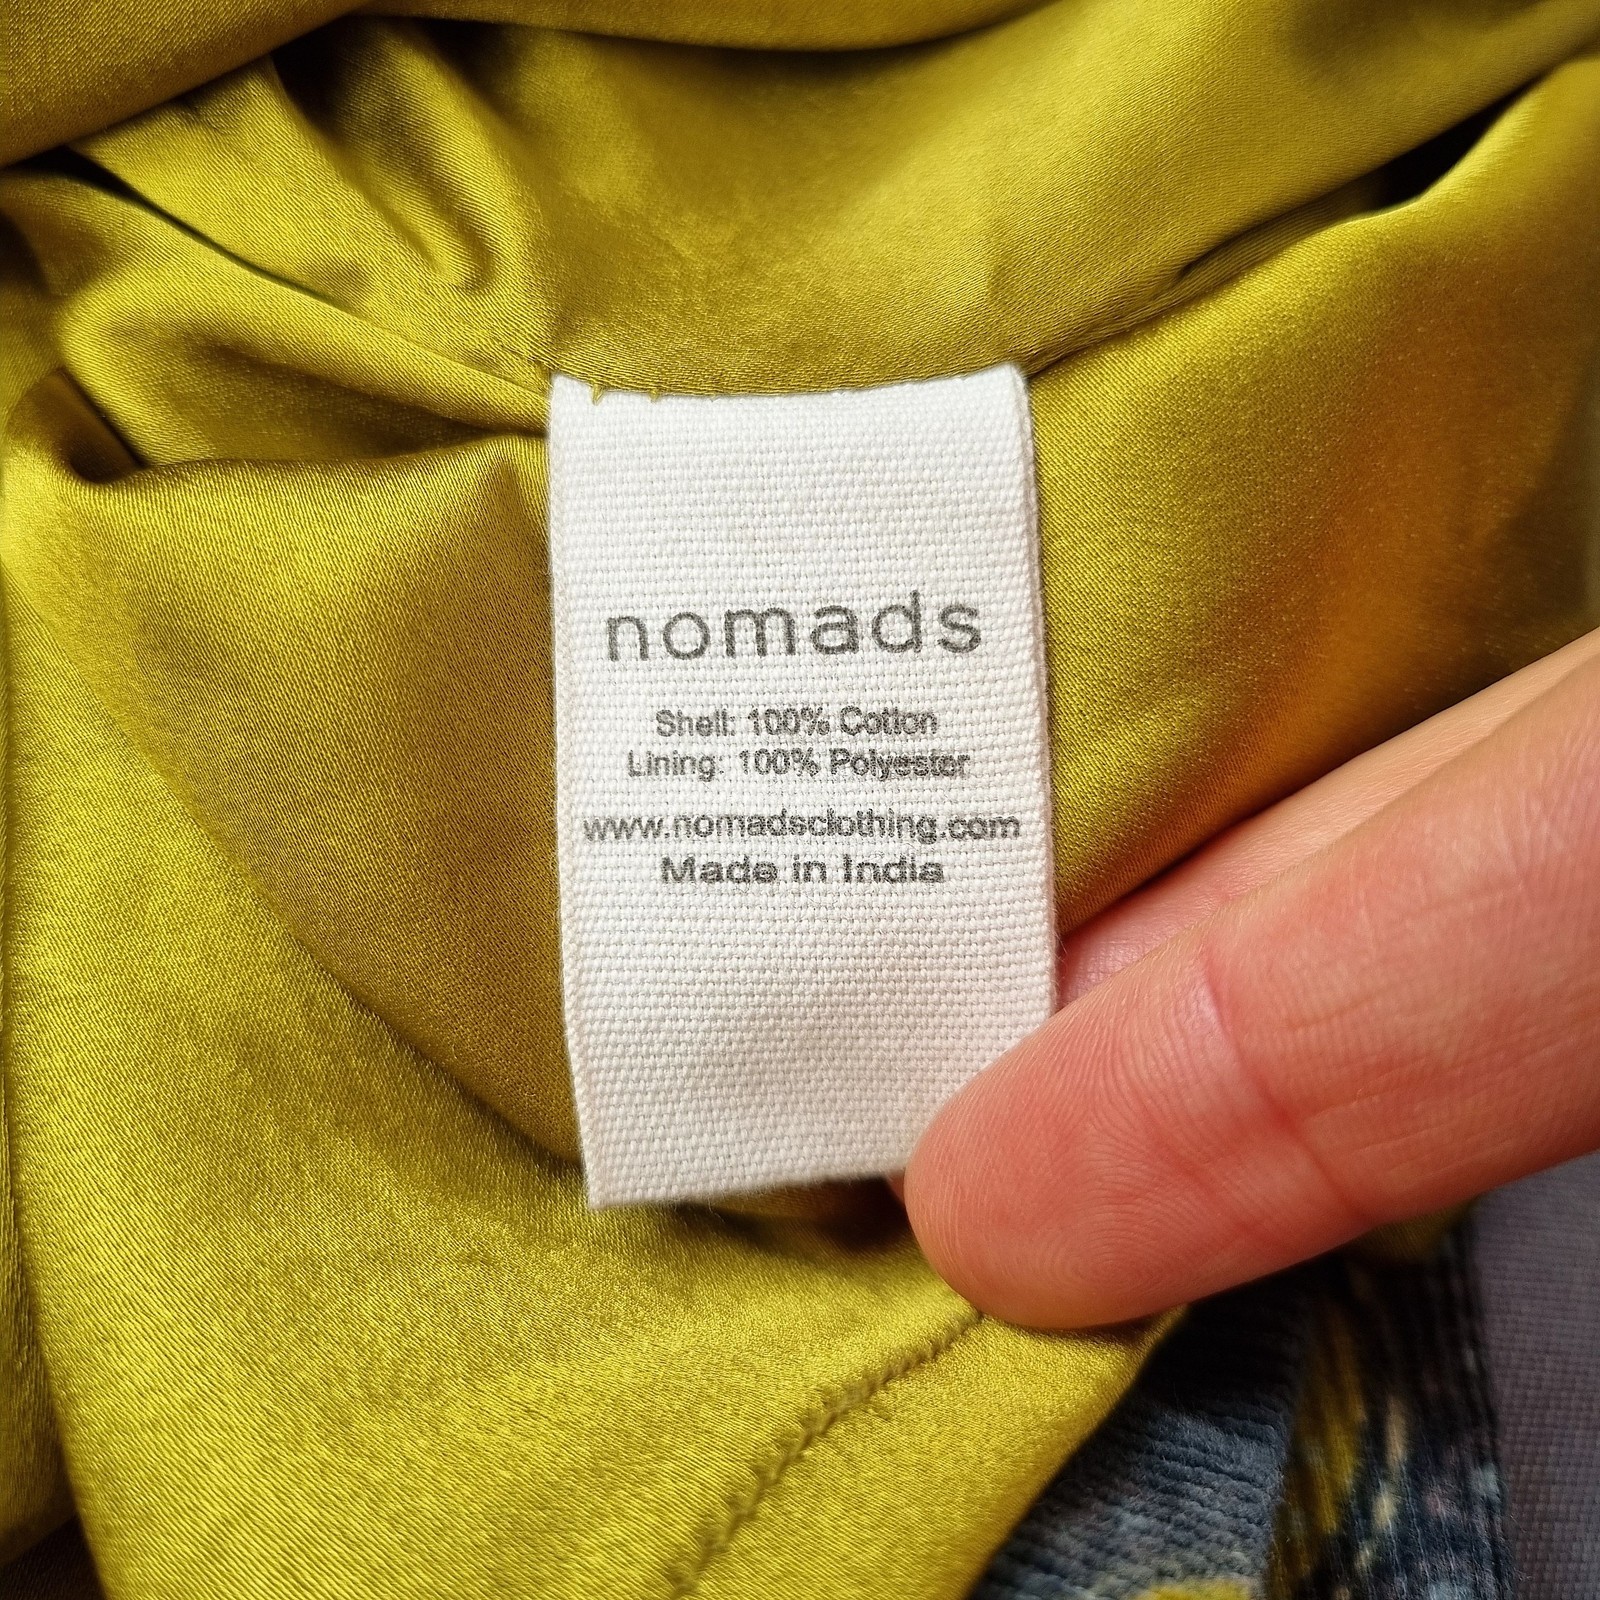 nomads
Shell: 100% Cotton
Lining: 100% Polyester
www.nomadsclothing.com
Made in India